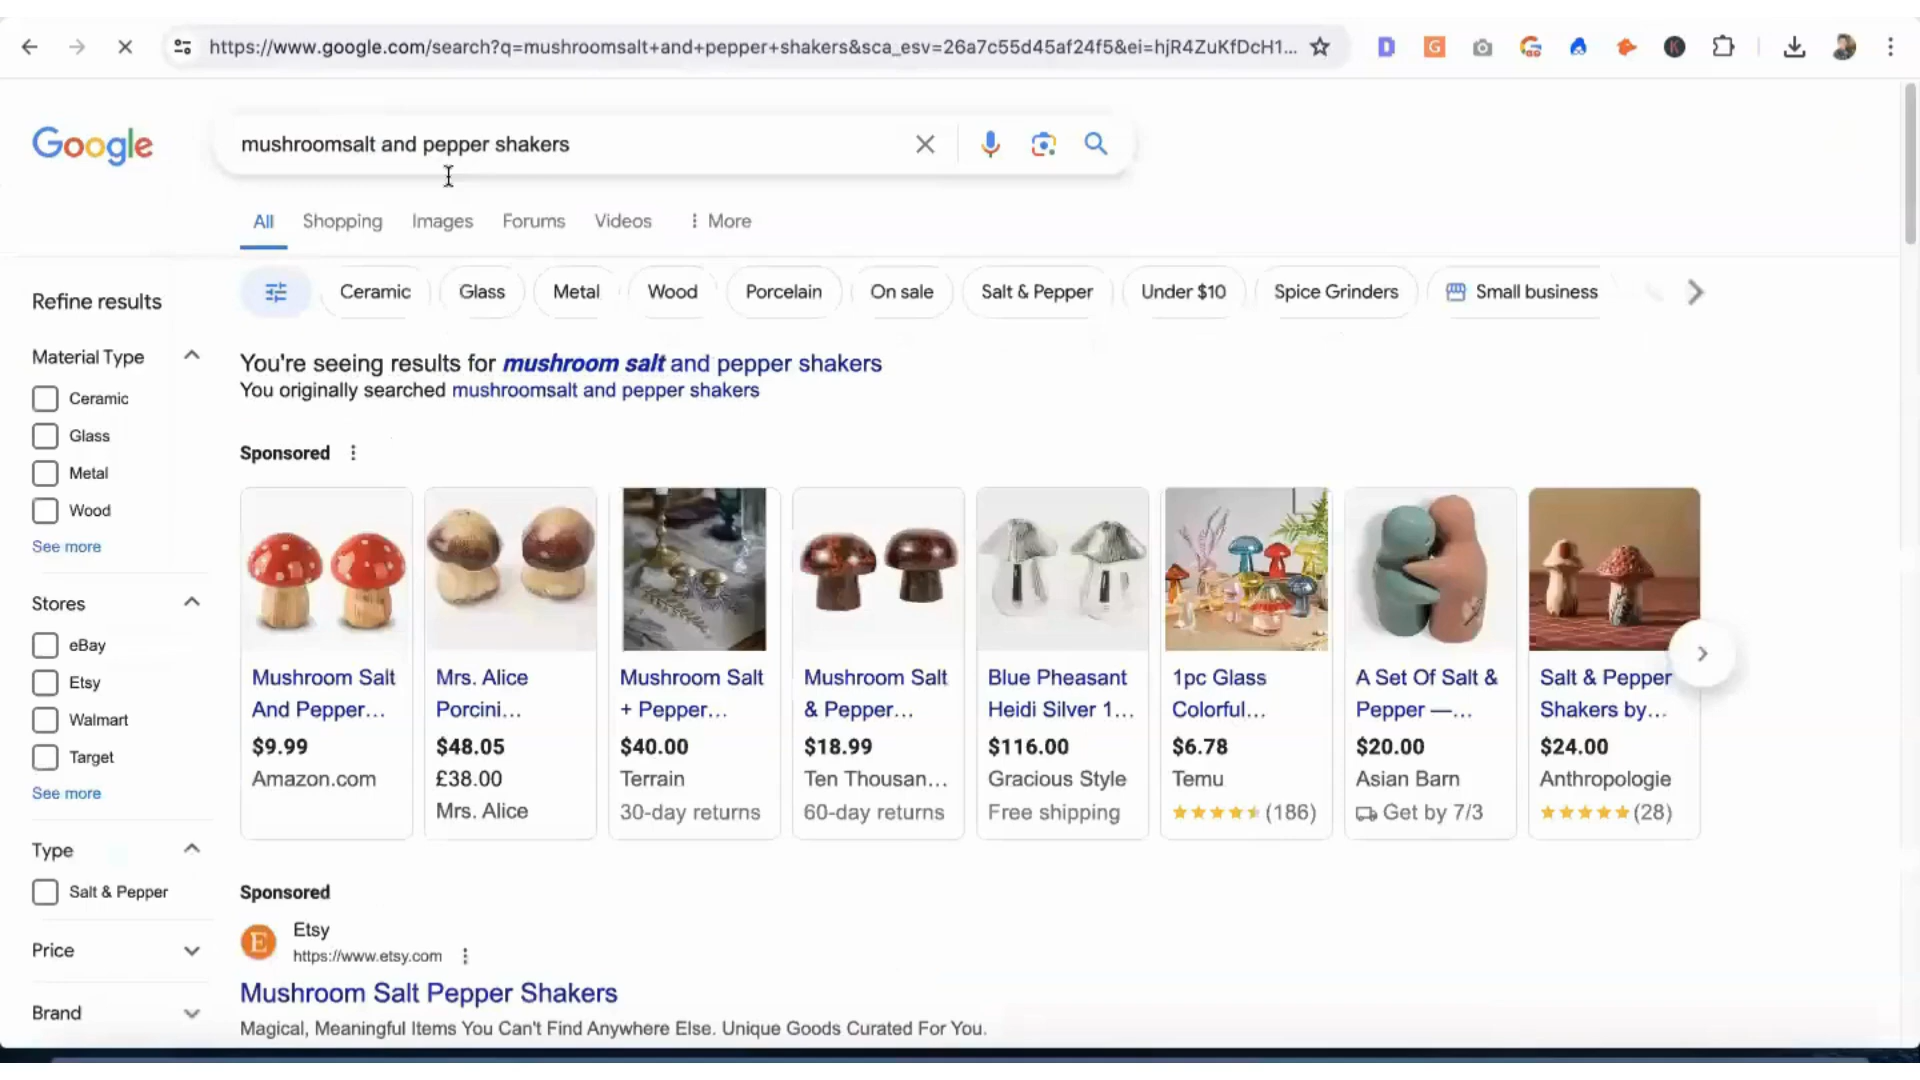 https://www.google.com/search?q=mushroomsalt+and+pepper+shakers&sca_esv=26a7c55d45af24f5&ei=hjR4ZuKfDcH1...
Google
mushroomsalt and pepper shakers
All Shopping Images Forums Videos More
Refine results
Ceramic Glass Metal Wood Porcelain On sale Salt & Pepper Under $10 Spice Grinders Small business
Material Type
Ceramic
Glass
Metal
Wood
See more
Stores
eBay
Etsy
Walmart
Target
See more
Type
Salt & Pepper
Price
Brand
You're seeing results for mushroom salt and pepper shakers
You originally searched mushroomsalt and pepper shakers
Sponsored
Mushroom Salt
And Pepper...
$9.99
Amazon.com
Mrs. Alice
Porcini...
$48.05
£38.00
Mrs. Alice
Mushroom Salt
+ Pepper...
$40.00
Terrain
30-day returns
Mushroom Salt
& Pepper...
$18.99
Ten Thousan...
60-day returns
Blue Pheasant
Heidi Silver 1...
$116.00
Gracious Style
Free shipping
1pc Glass
Colorful...
$6.78
Temu
(186)
A Set Of Salt &
Pepper —...
$20.00
Asian Barn
Get by 7/3
Salt & Pepper
Shakers by...
$24.00
Anthropologie
(28)
Sponsored
E
Etsy
https://www.etsy.com
Mushroom Salt Pepper Shakers
Magical, Meaningful Items You Can't Find Anywhere Else. Unique Goods Curated For You.